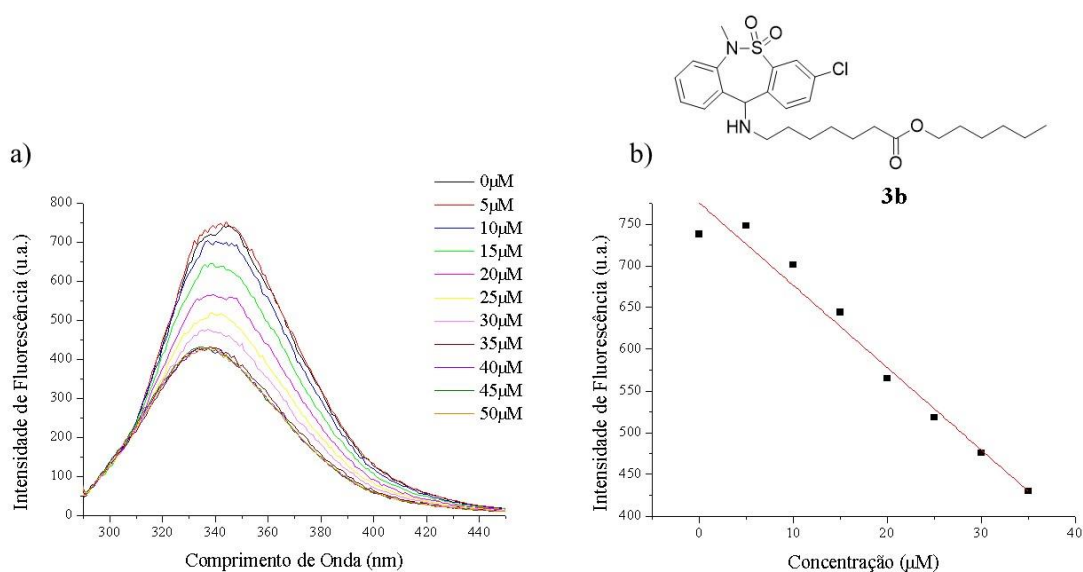 N
S
O
O
Cl
HN
O
O
3b
a)
0µM
5µM
10µM
15µM
20µM
25µM
30µM
35µM
40µM
45µM
50µM
800
700
600
500
400
300
200
100
0
300
320
340
360
380
400
420
440
Intensidade de Fluorescência (u.a.)
Comprimento de Onda (nm)
b)
750
700
650
600
550
500
450
400
0
10
20
30
40
Intensidade de Fluorescência (u.a.)
Concentração (µM)